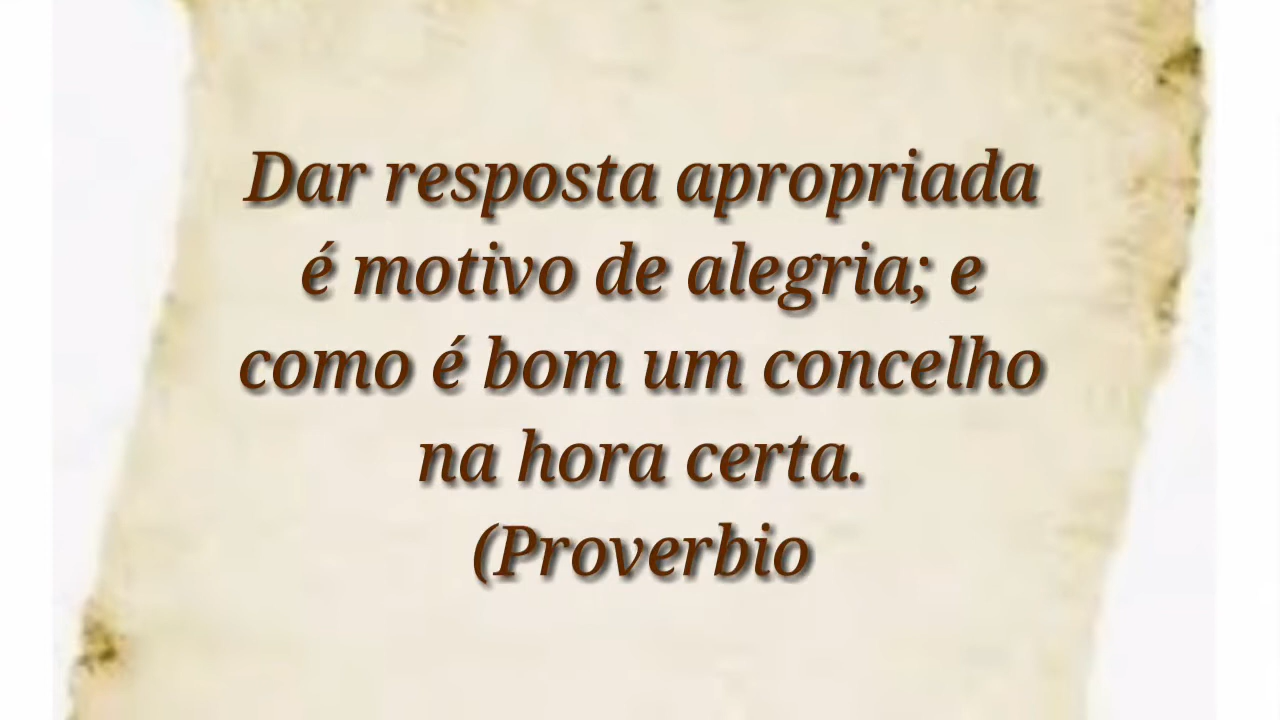 Dar resposta apropriada
é motivo de alegria; e
como é bom um concelho
na hora certa.
(Proverbio